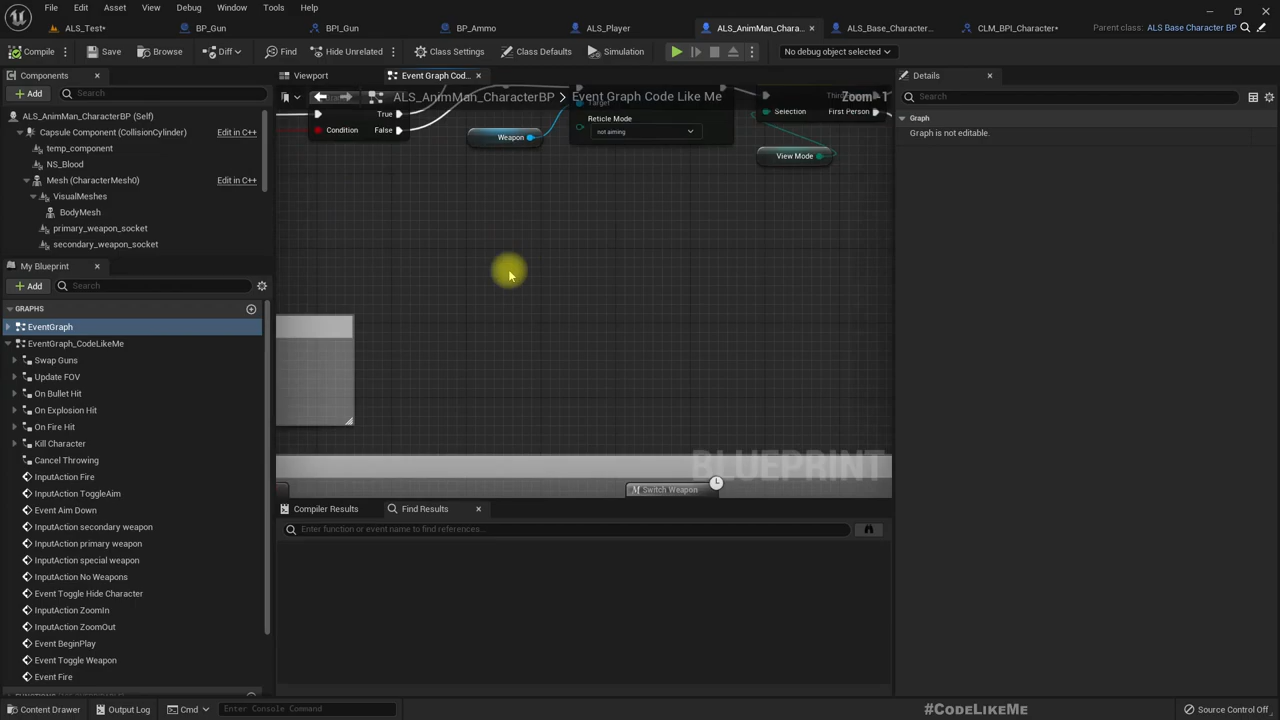 File Edit Asset View Debug Window Tools Help
ALS_Test* BP_Gun BPI_Gun BP_Ammo ALS_Player ALS_AnimMan_Chara... ALS_Base_Character... CLM_BPI_Character* Parent class: ALS Base Character BP
Compile Save Browse Diff Find Hide Unrelated Class Settings Class Defaults Simulation No debug object selected
Components Viewport Event Graph Cod... Details
Add Search ALS_AnimMan_CharacterBP > Event Graph Code Like Me Zoom -1 Search
ALS_AnimMan_CharacterBP (Self)
Capsule Component (CollisionCylinder) Edit in C++
temp_component
NS_Blood
Mesh (CharacterMesh0) Edit in C++
VisualMeshes
BodyMesh
primary_weapon_socket
secondary_weapon_socket
True
Condition False
Weapon
Target
Reticle Mode
not aiming
Selection First Person
View Mode
Graph
Graph is not editable.
My Blueprint
Add Search
GRAPHS
EventGraph
EventGraph_CodeLikeMe
Swap Guns
Update FOV
On Bullet Hit
On Explosion Hit
On Fire Hit
Kill Character
Cancel Throwing
InputAction Fire
InputAction ToggleAim
Event Aim Down
InputAction secondary weapon
InputAction primary weapon
InputAction special weapon
InputAction No Weapons
Event Toggle Hide Character
InputAction ZoomIn
InputAction ZoomOut
Event BeginPlay
Event Toggle Weapon
Event Fire
BLUEPRINT
Switch Weapon
Compiler Results Find Results
Enter function or event name to find references...
Content Drawer Output Log Cmd Enter Console Command #CodeLikeMe Source Control Off